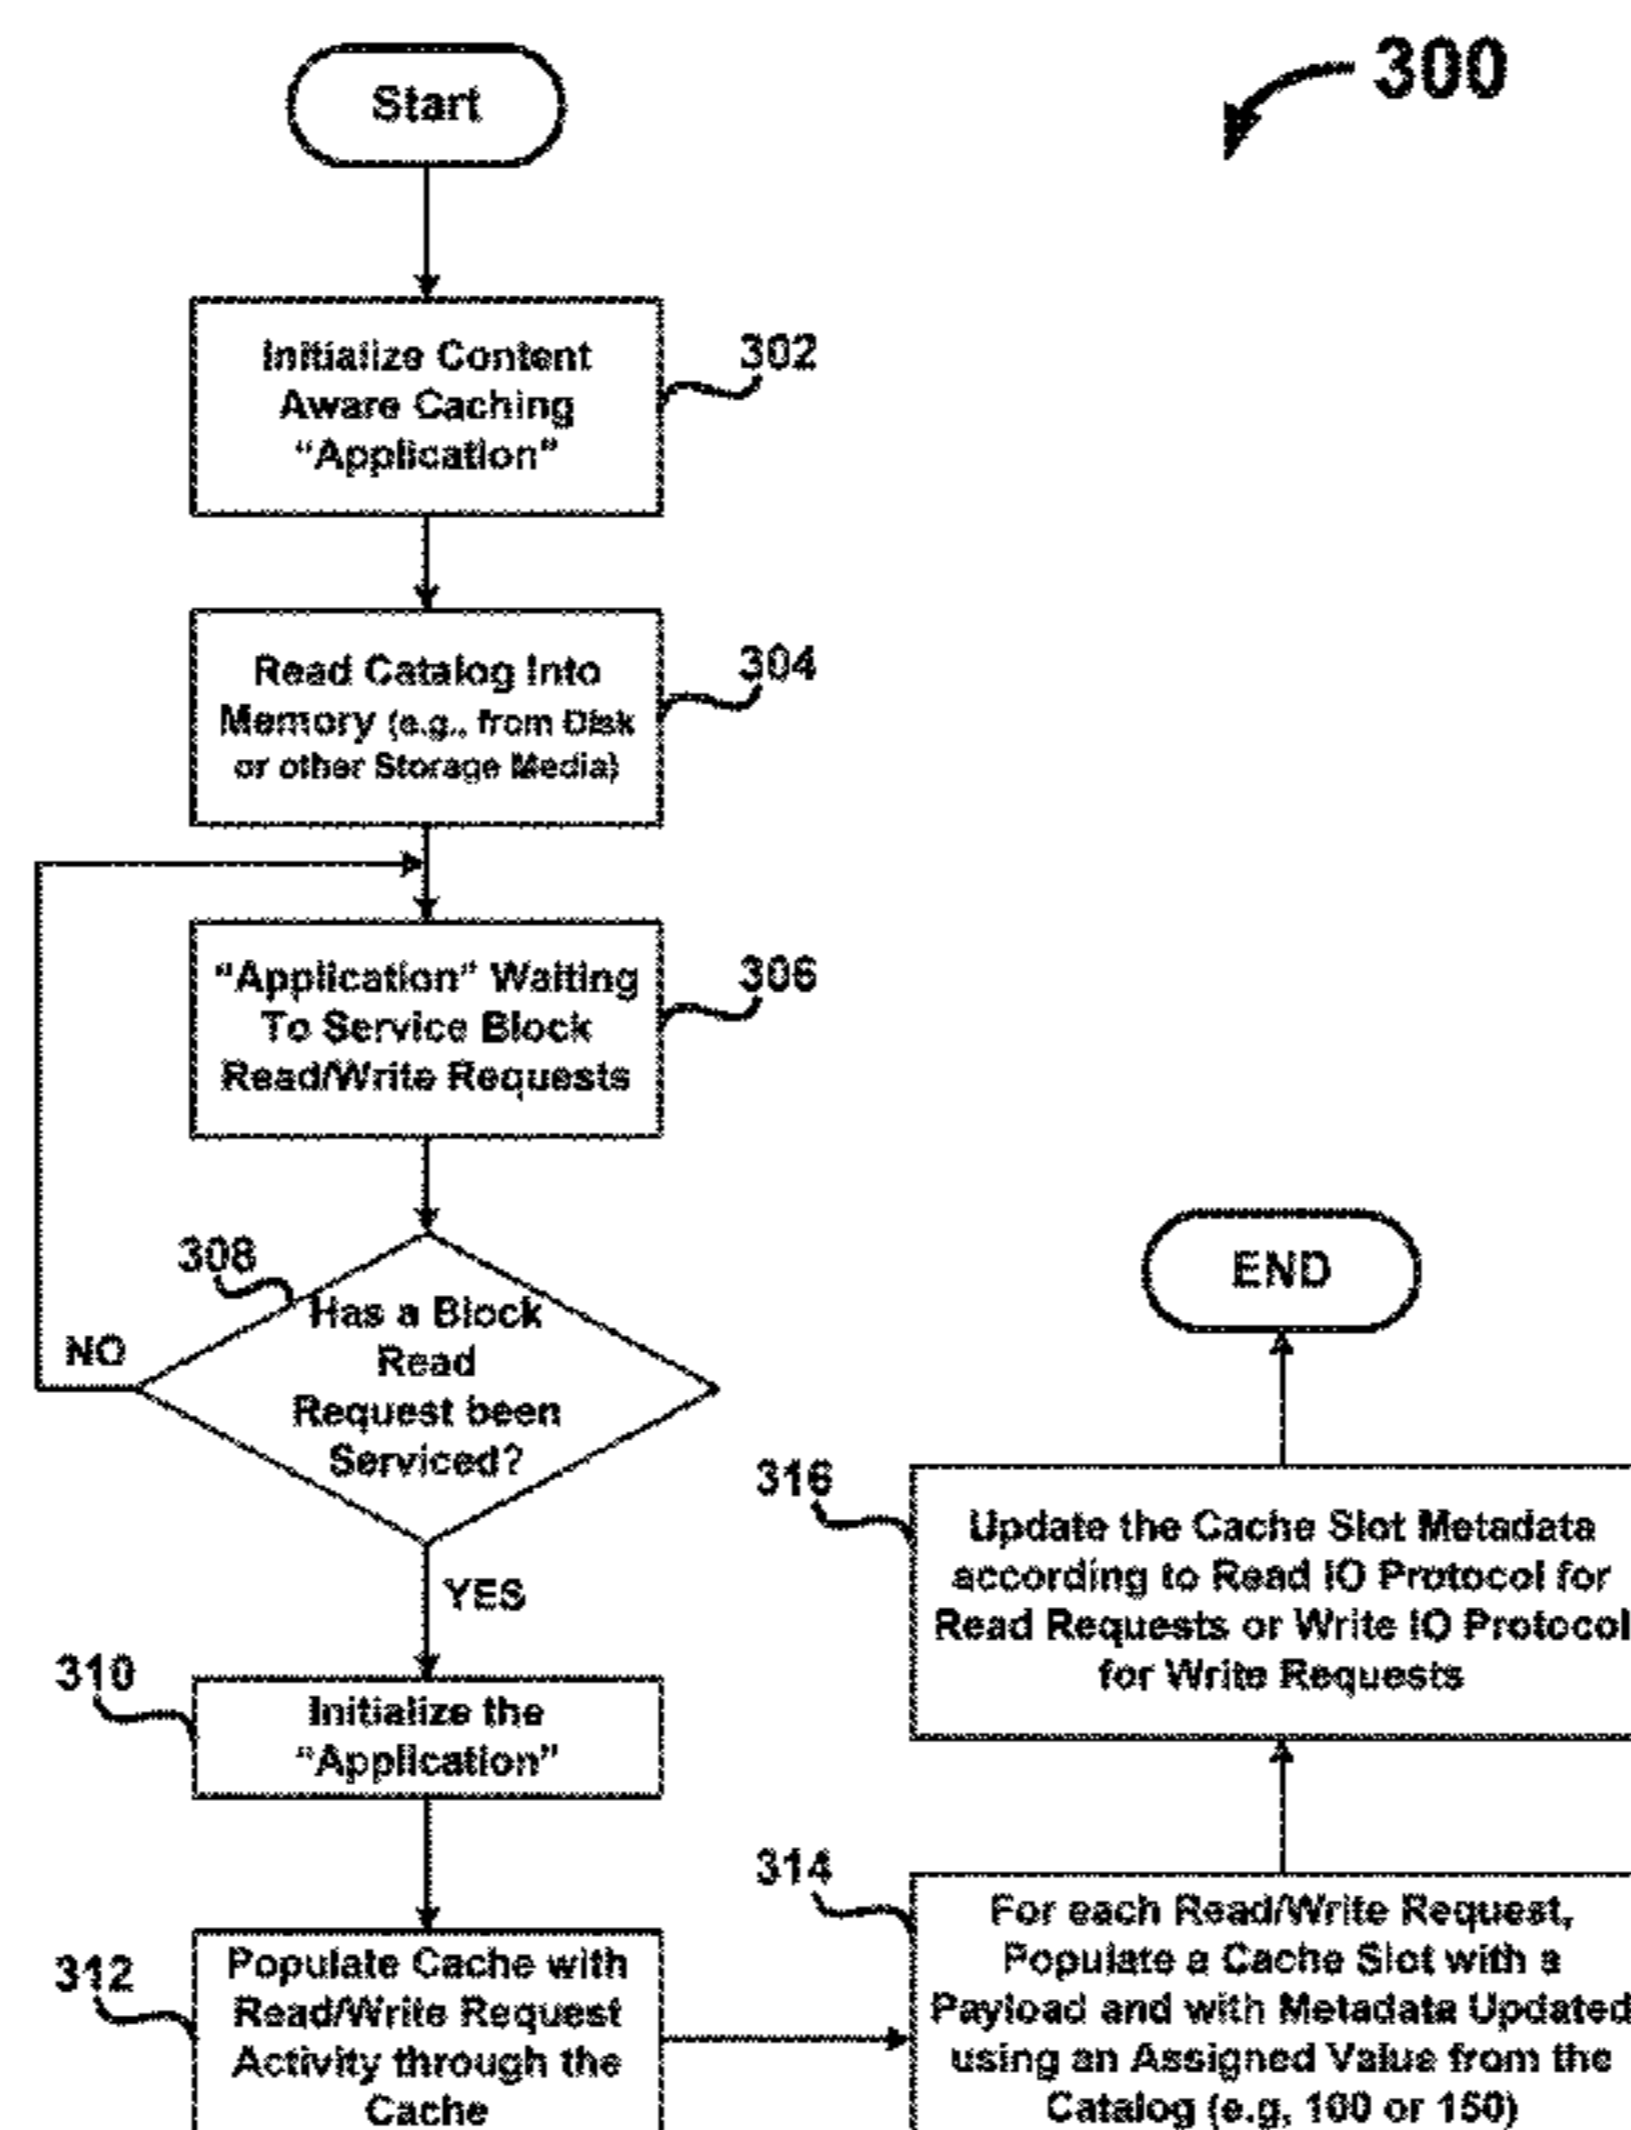 300
Start
Initialize Content
Aware Caching
“Application”
302
Read Catalog Into
Memory (e.g., from Disk
or other Storage Media)
304
“Application” Waiting
To Service Block
Read/Write Requests
306
308
Has a Block
Read
Request been
Serviced?
NO
YES
310
Initialize the
“Application”
312
Populate Cache with
Read/Write Request
Activity through the
Cache
314
For each Read/Write Request,
Populate a Cache Slot with a
Payload and with Metadata Updated
using an Assigned Value from the
Catalog (e.g, 100 or 150)
316
Update the Cache Slot Metadata
according to Read IO Protocol for
Read Requests or Write IO Protocol
for Write Requests
END